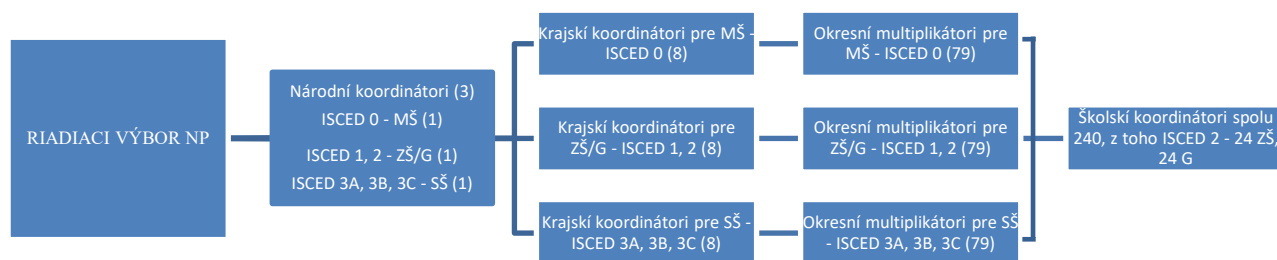 RIADIACI VÝBOR NP
Národní koordinátori (3)
ISCED 0 - MŠ (1)
ISCED 1, 2 - ZŠ/G (1)
ISCED 3A, 3B, 3C - SŠ (1)
Krajskí koordinátori pre MŠ -
ISCED 0 (8)
Okresní multiplikátori pre
MŠ - ISCED 0 (79)
Krajskí koordinátori pre
ZŠ/G - ISCED 1, 2 (8)
Okresní multiplikátori pre
ZŠ/G - ISCED 1, 2 (79)
Krajskí koordinátori pre SŠ -
ISCED 3A, 3B, 3C (8)
Okresní multiplikátori pre SŠ
- ISCED 3A, 3B, 3C (79)
Školskí koordinátori spolu
240, z toho ISCED 2 - 24 ZŠ,
24 G